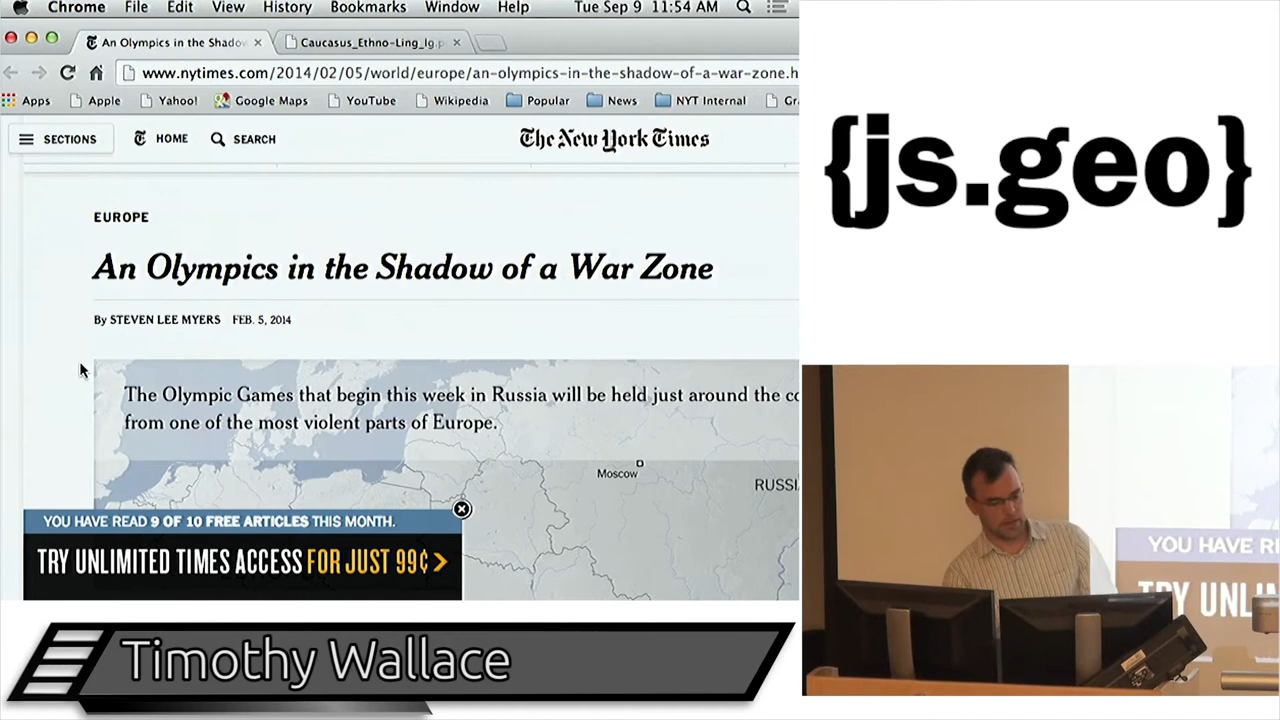 Chrome File Edit View History Bookmarks Window Help Tue Sep 9 11:54 AM
An Olympics in the Shadow Caucasus_Ethno-Ling_lg.p
www.nytimes.com/2014/02/05/world/europe/an-olympics-in-the-shadow-of-a-war-zone.h
Apps Apple Yahoo! Google Maps YouTube Wikipedia Popular News NYT Internal Gr
SECTIONS HOME SEARCH The New York Times
EUROPE
An Olympics in the Shadow of a War Zone
By STEVEN LEE MYERS FEB. 5, 2014
The Olympic Games that begin this week in Russia will be held just around the co
from one of the most violent parts of Europe.
Moscow
RUSSIA
YOU HAVE READ 9 OF 10 FREE ARTICLES THIS MONTH.
TRY UNLIMITED TIMES ACCESS FOR JUST 99¢ >
{js.geo}
YOU HAVE RE
TRY UNLI
Timothy Wallace